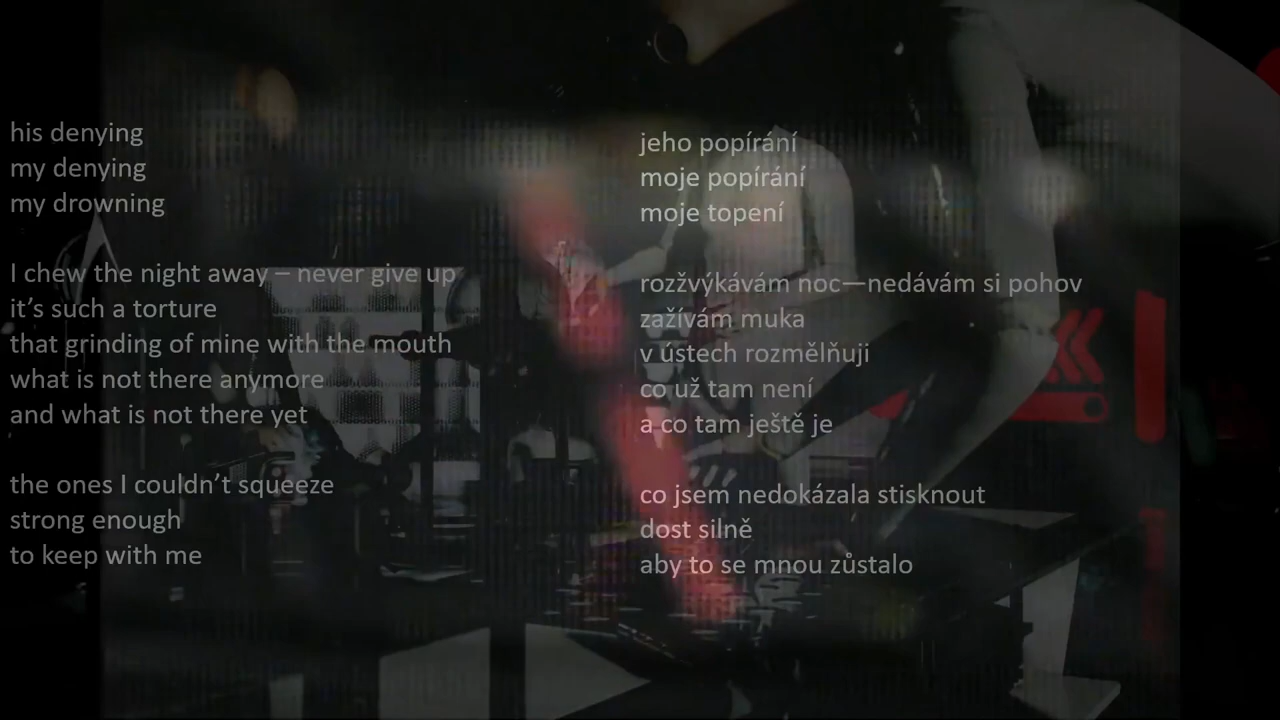 his denying
my denying
my drowning
I chew the night away – never give up
it’s such a torture
that grinding of mine with the mouth
what is not there anymore
and what is not there yet
the ones I couldn’t squeeze
strong enough
to keep with me
jeho popírání
moje popírání
moje topení
rozžvýkávám noc—nedávám si pohov
zažívám muka
v ústech rozmělňuji
co už tam není
a co tam ještě je
co jsem nedokázala stisknout
dost silně
aby to se mnou zůstalo